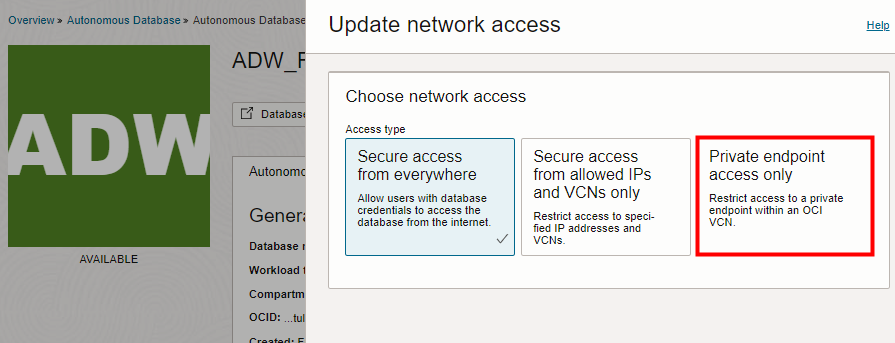 Overview » Autonomous Database » Autonomous Database
Update network access
Help
ADW
AVAILABLE
ADW_
Database
Autonomo
Genera
Database
Workload
Compartm
OCID: ...tul
Created:
Choose network access
Access type
Secure access
from everywhere
Allow users with database
credentials to access the
database from the internet.
Secure access
from allowed IPs
and VCNs only
Restrict access to speci-
fied IP addresses and
VCNs.
Private endpoint
access only
Restrict access to a private
endpoint within an OCI
VCN.